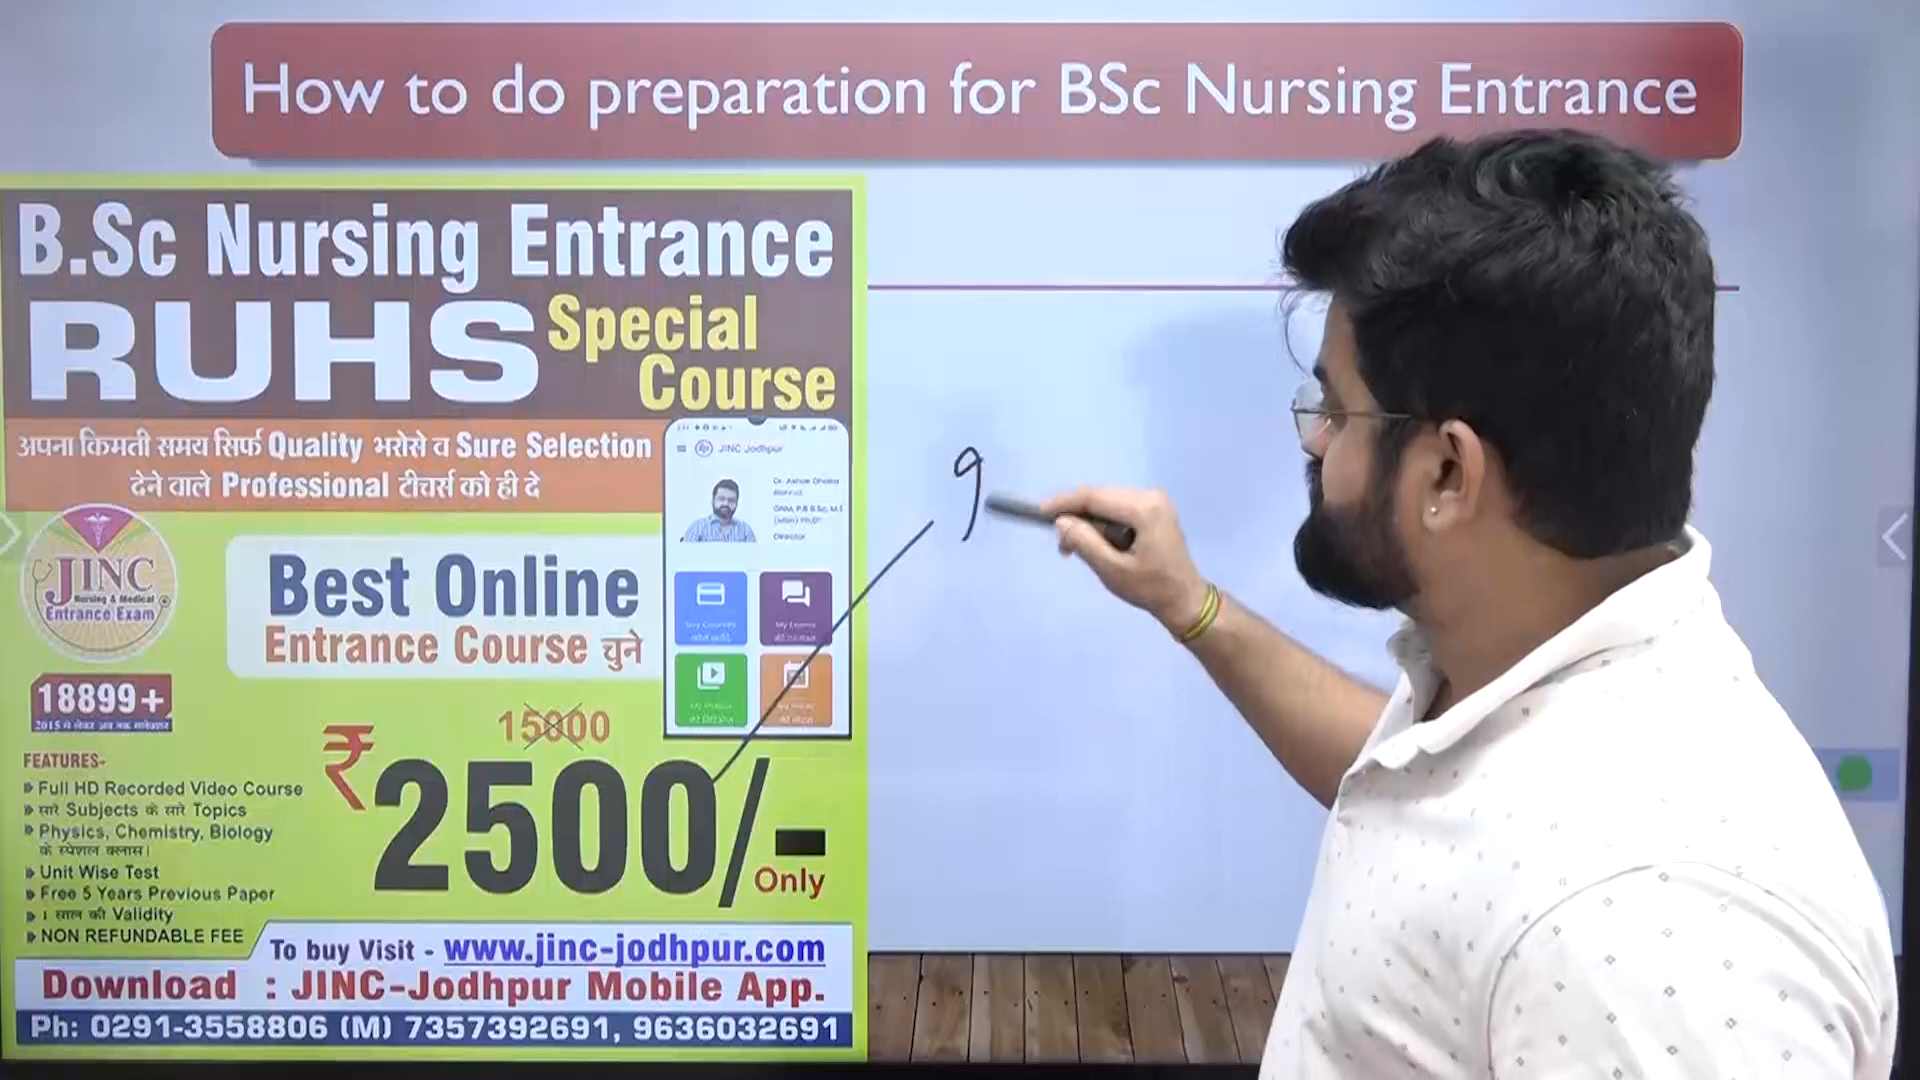 How to do preparation for BSc Nursing Entrance
B.Sc Nursing Entrance
RUHS Special Course
अपना किमती समय सिर्फ Quality भरोसे व Sure Selection
देने वाले Professional टीचर्स को ही दे
JINC Jodhpur
Director
JINC
Nursing & Medical
Entrance Exam
Best Online
Entrance Course चुने
18899+
15000
₹2500/-
Only
FEATURES-
Full HD Recorded Video Course
सारे Subjects के सारे Topics
Physics, Chemistry, Biology
के स्पेशल क्लास।
Unit Wise Test
Free 5 Years Previous Paper
1 साल की Validity
NON REFUNDABLE FEE
To buy Visit - www.jinc-jodhpur.com
Download : JINC-Jodhpur Mobile App.
Ph: 0291-3558806 (M) 7357392691, 9636032691
9